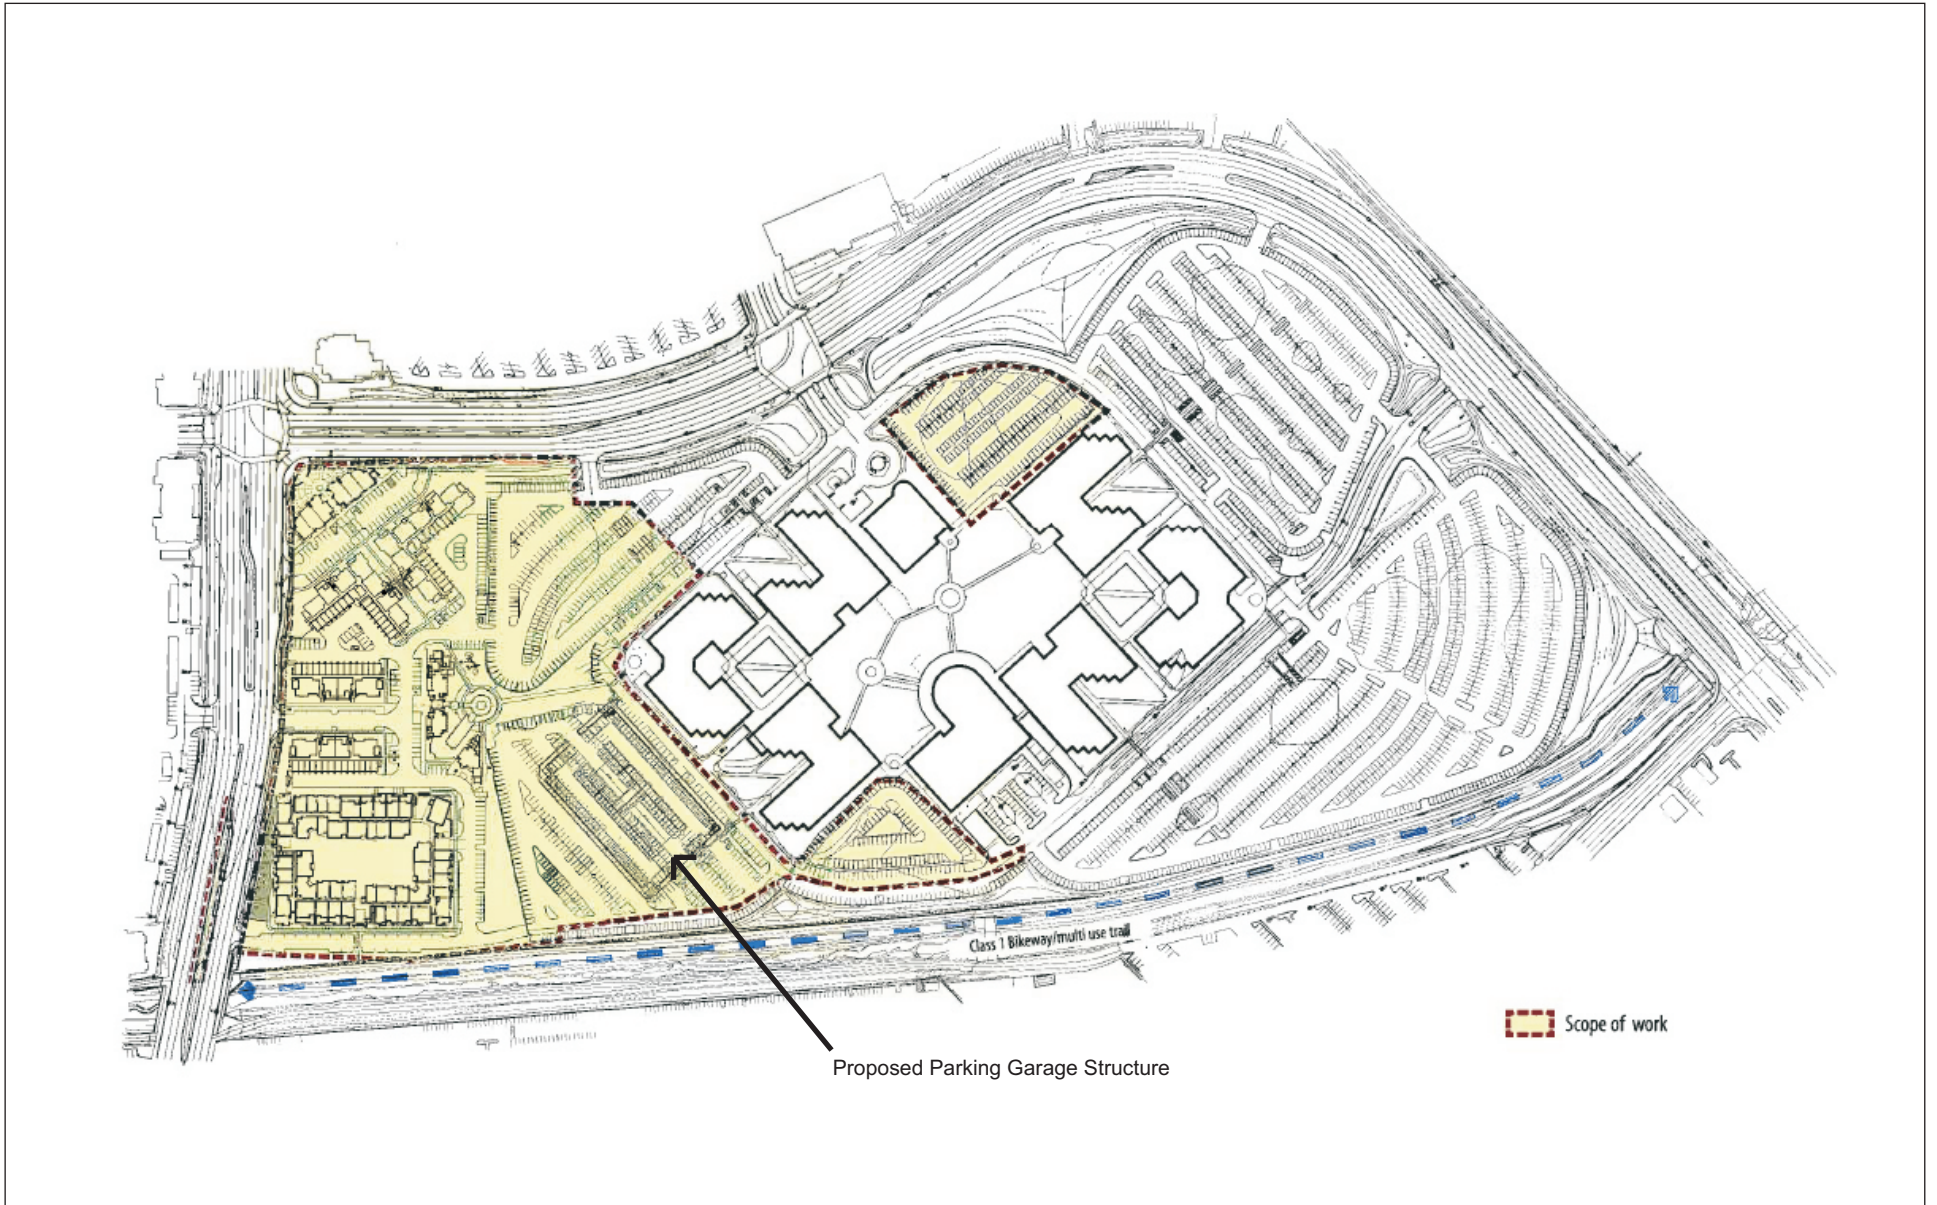 Class 1 Bikeway/multi use trail
Scope of work
Proposed Parking Garage Structure